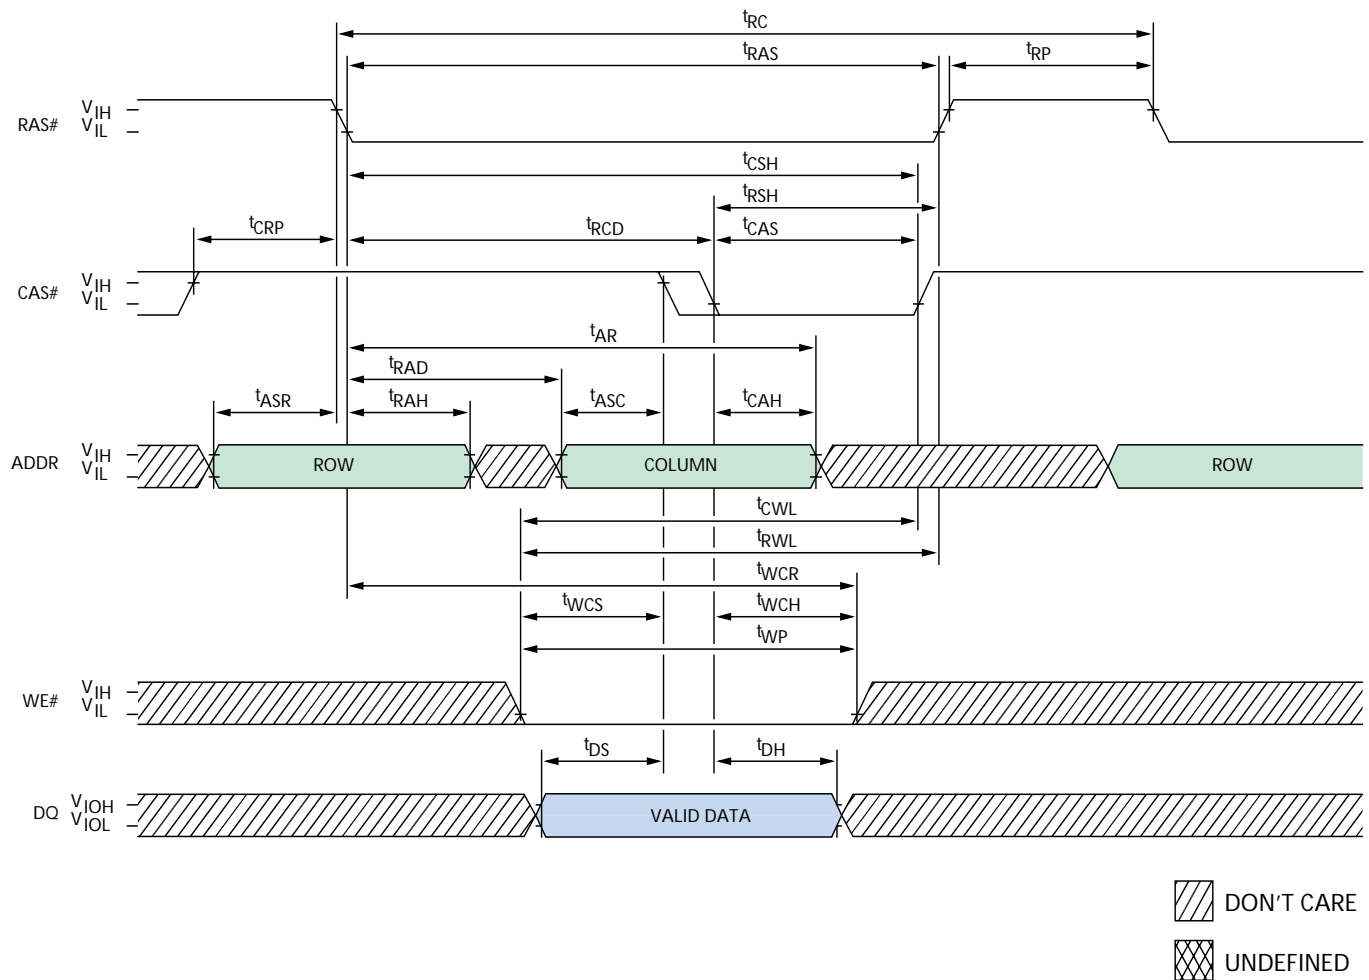 tRC
tRAS
tRP
RAS# VIH
VIL
tCSH
tRSH
tCRP
tRCD
tCAS
CAS# VIH
VIL
tAR
tRAD
tASR
tRAH
tASC
tCAH
ADDR VIH
VIL
ROW
COLUMN
ROW
tCWL
tRWL
tWCR
tWCS
tWCH
tWP
WE# VIH
VIL
tDS
tDH
DQ VIOH
VIOL
VALID DATA
DON'T CARE
UNDEFINED